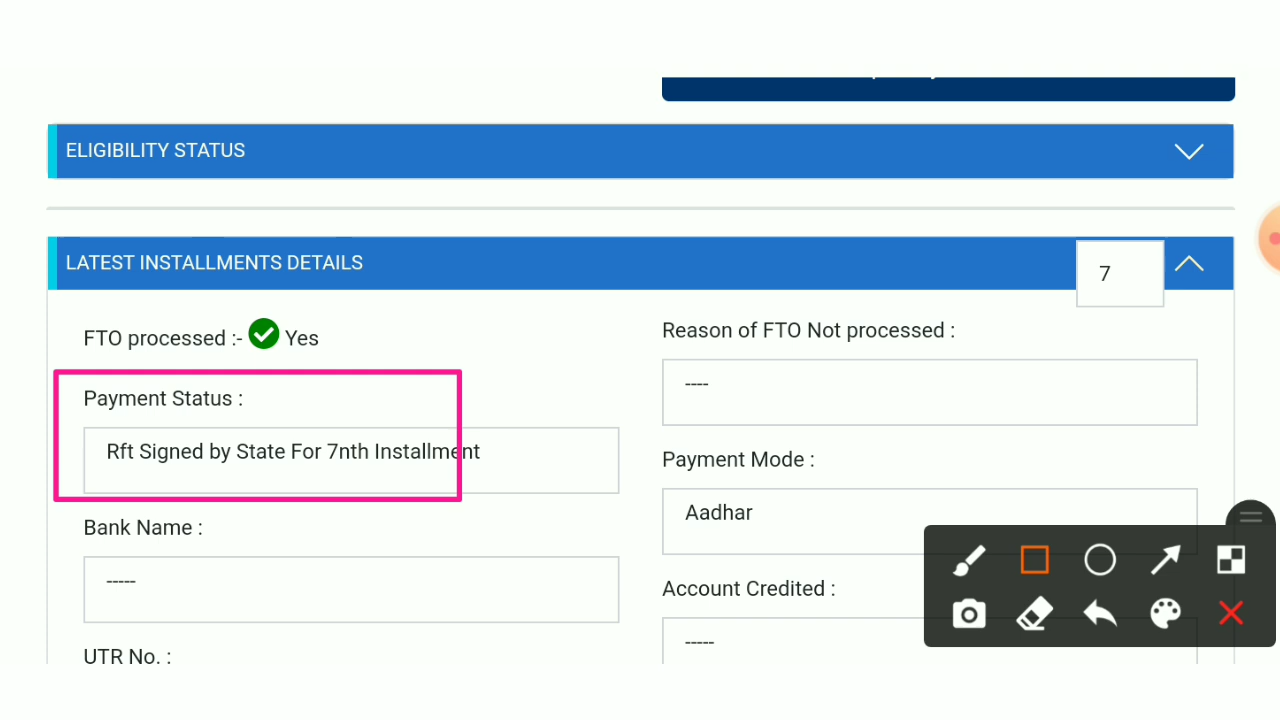 ELIGIBILITY STATUS
LATEST INSTALLMENTS DETAILS
7
FTO processed :- Yes
Reason of FTO Not processed :
----
Payment Status :
Rft Signed by State For 7nth Installment
Payment Mode :
Aadhar
Bank Name :
-----
Account Credited :
-----
UTR No. :